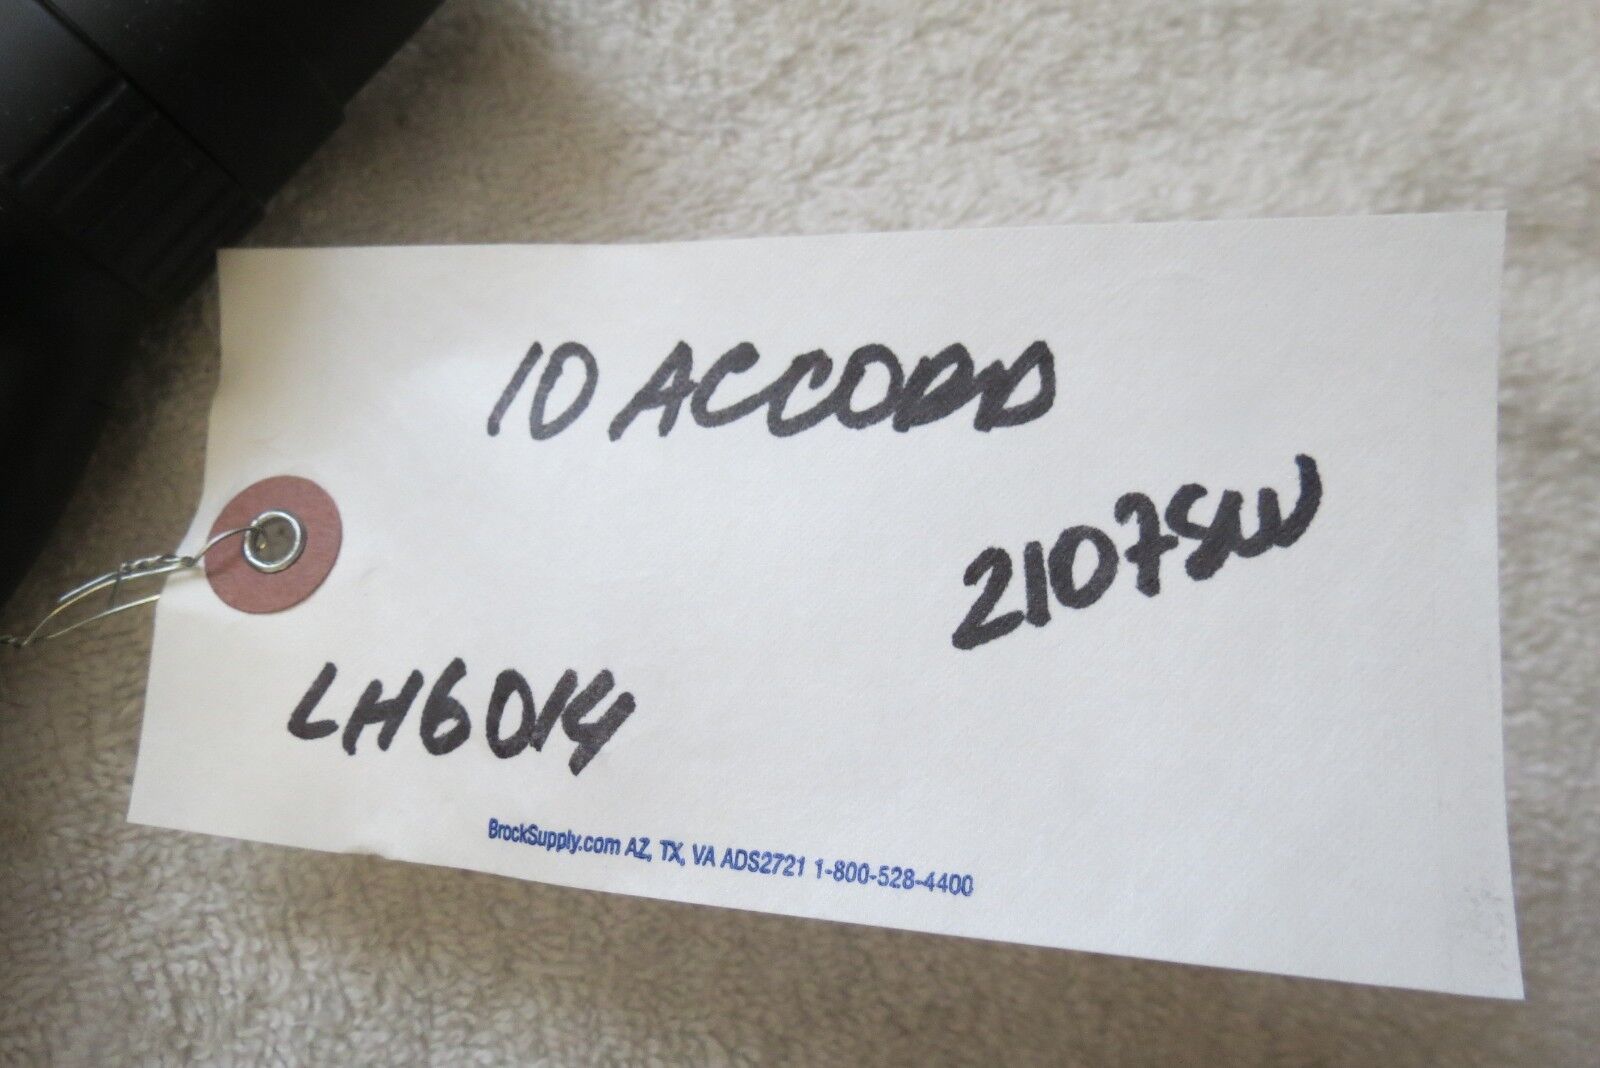 10 ACCORD
2107SW
LH6014
BrockSupply.com AZ, TX, VA ADS2721 1-800-528-4400